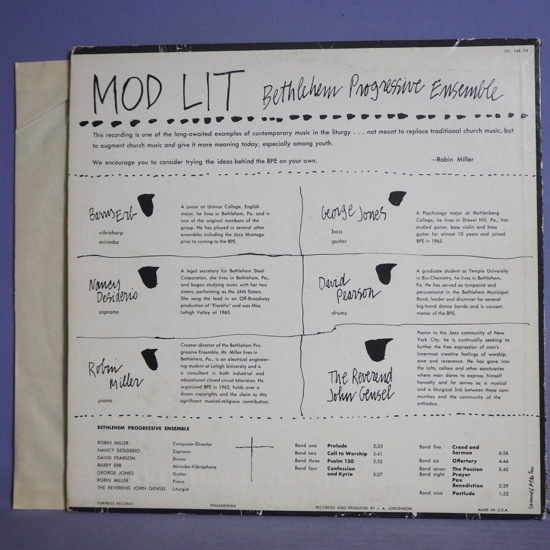 MOD LIT Bethlehem Progressive Ensemble
This recording is one of the long-awaited examples of contemporary music in the liturgy . . . not meant to replace traditional church music, but
to augment church music and give it more meaning today, especially among youth.
We encourage you to consider trying the ideas behind the BPE on your own.
—Robin Miller
Barry Erb
vibraharp
mirimba
A junior at Ursinus College, English
major, he lives in Bethlehem, Pa. and is
one of the original members of the
group. He has played in several other
ensembles including the Jazz Montage
prior to coming to the BPE.
George Jones
bass
guitar
A Psychology major at Muhlenberg
College, he lives in Drexel Hill, Pa., has
studied guitar, bass violin and bass
guitar for almost 10 years and joined
BPE in 1965.
Nancy
Desiderio
soprano
A legal secretary for Bethlehem Steel
Corporation, she lives in Bethlehem, Pa.
and began studying music with her two
sisters, performing as the JAN Sisters.
She sang the lead in an Off-Broadway
production of "Fiorello" and was Miss
Lehigh Valley of 1965.
David
Pearson
drums
A graduate student at Temple University
in Bio-Chemistry, he lives in Bethlehem,
Pa. He has served as tympanist and
percussionist in the Bethlehem Municipal
Band, leader and drummer for several
big-band dance bands and is concert-
master of the BPE.
Robin
Miller
piano
Creator director of the Bethlehem Pro-
gressive Ensemble, Mr. Miller lives in
Bethlehem, Pa., is an electrical engineer-
ing student at Lehigh University and is
a consultant in both industrial and
educational closed circuit television. He
organized BPE in 1963, holds over a
dozen copyrights and the claim to this
significant musical-religious contribution.
The Reverend
John Gensel
Pastor to the Jazz community of New
York City, he is continually seeking to
further the free expression of man's
innermost creative feelings of worship,
awe and reverence. He has gone into
the lofts, cellars and other sanctuaries
where man dares to express himself
honestly and he serves as a musical
and a liturgical link between these com-
munities and the community of the
orthodox.
BETHLEHEM PROGRESSIVE ENSEMBLE
ROBIN MILLER Composer-Director
NANCY DESIDERIO Soprano
DAVID PEARSON Drums
BARRY ERB Mirimba-Vibraphone
GEORGE JONES Guitar
ROBIN MILLER Piano
THE REVEREND JOHN GENSEL Liturgist
Band one Prelude 2:25
Band two Call to Worship 5:41
Band three Psalm 150 2:52
Band four Confession
and Kyrie 5:27
Band five Creed and
Sermon 6:56
Band six Offertory 4:44
Band seven The Passion 8:40
Band eight Prayer
Pax
Benediction 2:39
Band nine Postlude 1:53
FORTRESS RECORDS
PHILADELPHIA
RECORDED AND PRODUCED BY J. A. JORGENSON
MADE IN U.S.A.